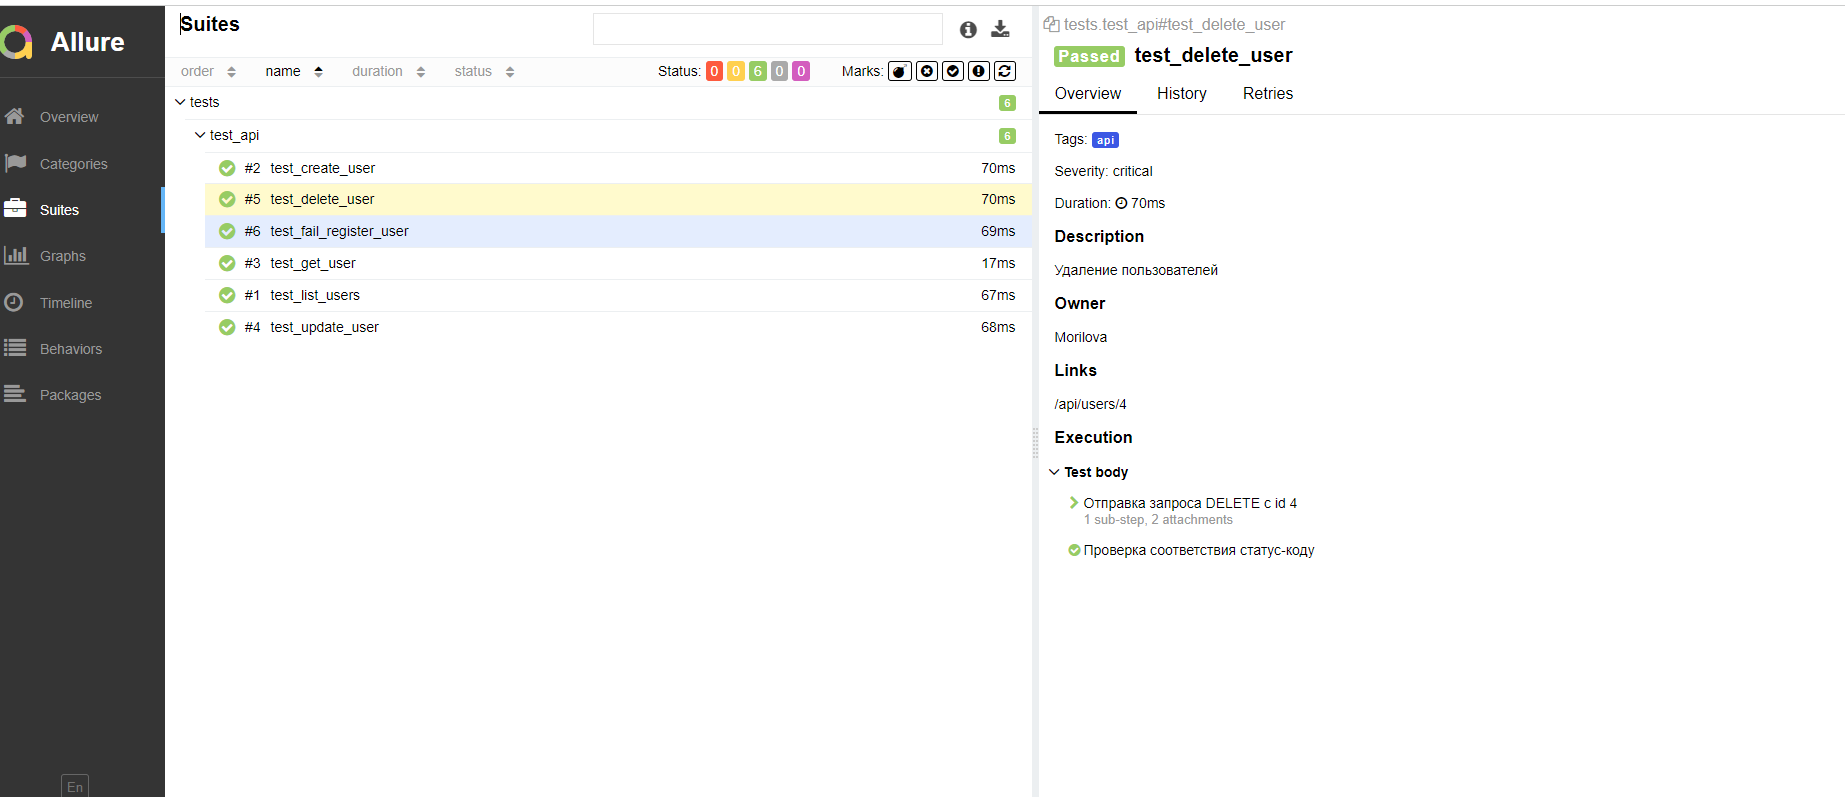 Allure
Overview
Categories
Suites
Graphs
Timeline
Behaviors
Packages
En
Suites
order name duration status Status: 0 0 6 0 0 Marks:
tests 6
test_api 6
#2 test_create_user 70ms
#5 test_delete_user 70ms
#6 test_fail_register_user 69ms
#3 test_get_user 17ms
#1 test_list_users 67ms
#4 test_update_user 68ms
tests.test_api#test_delete_user
Passed test_delete_user
Overview History Retries
Tags: api
Severity: critical
Duration: 70ms
Description
Удаление пользователей
Owner
Morilova
Links
/api/users/4
Execution
Test body
Отправка запроса DELETE с id 4
1 sub-step, 2 attachments
Проверка соответствия статус-коду